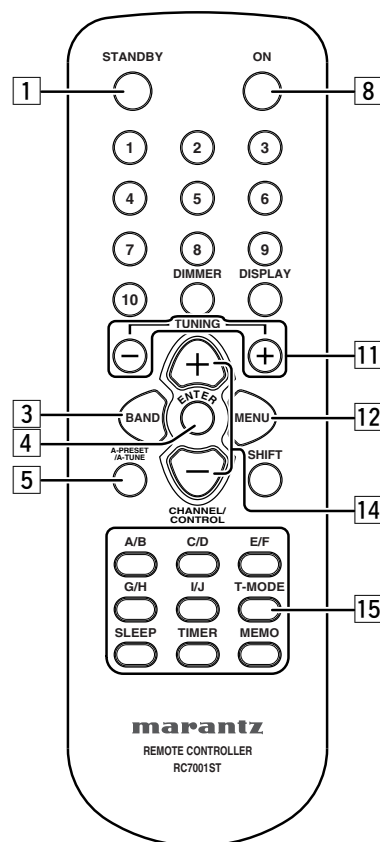 STANDBY ON
1 8
1 2 3
4 5 6
7 8 9
DIMMER DISPLAY
10
TUNING
− +
11
+
ENTER
3 BAND MENU 12
4
A-PRESET
/A-TUNE
5
−
SHIFT
14
CHANNEL/
CONTROL
A/B C/D E/F
G/H I/J T-MODE
15
SLEEP TIMER MEMO
marantz
REMOTE CONTROLLER
RC7001ST